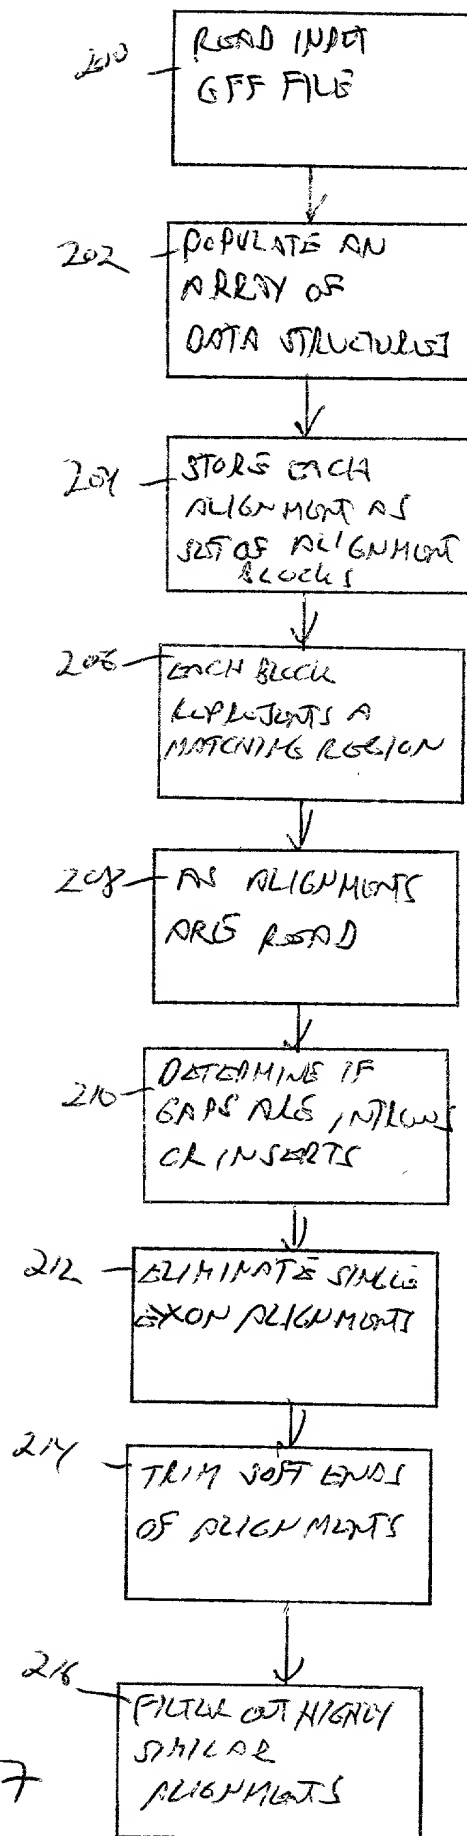 200
READ INPUT
GFF FILE
202
POPULATE AN
ARRAY OF
DATA STRUCTURES
204
STORE EACH
ALIGNMENT AS
SET OF ALIGNMENT
BLOCKS
206
EACH BLOCK
REPRESENTS A
MATCHING REGION
208
AS ALIGNMENTS
ARE READ
210
DETERMINE IF
GAPS ARE INTRONS
OR INSERTS
212
ELIMINATE SINGLE
EXON ALIGNMENTS
214
TRIM SOFT ENDS
OF ALIGNMENTS
216
FILTER OUT HIGHLY
SIMILAR
ALIGNMENTS
7